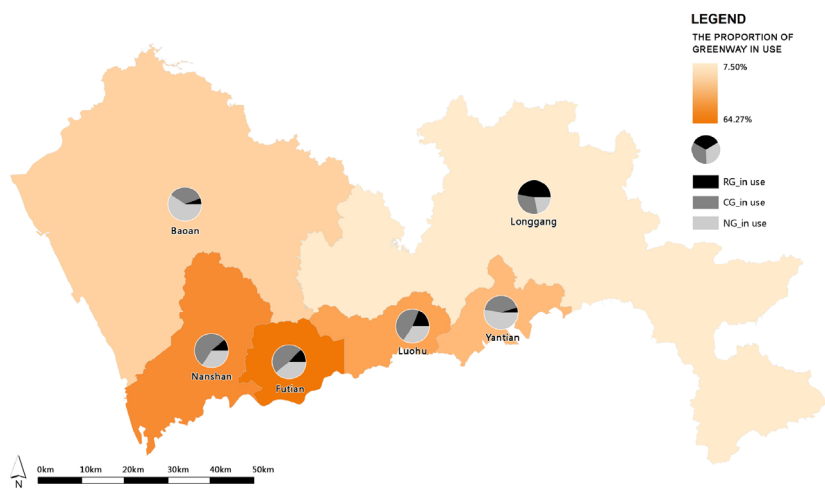 LEGEND
THE PROPORTION OF
GREENWAY IN USE
7.50%
64.27%
RG_in use
CG_in use
NG_in use
Baoan
Longgang
Nanshan
Futian
Luohu
Yantian
N
0km 10km 20km 30km 40km 50km